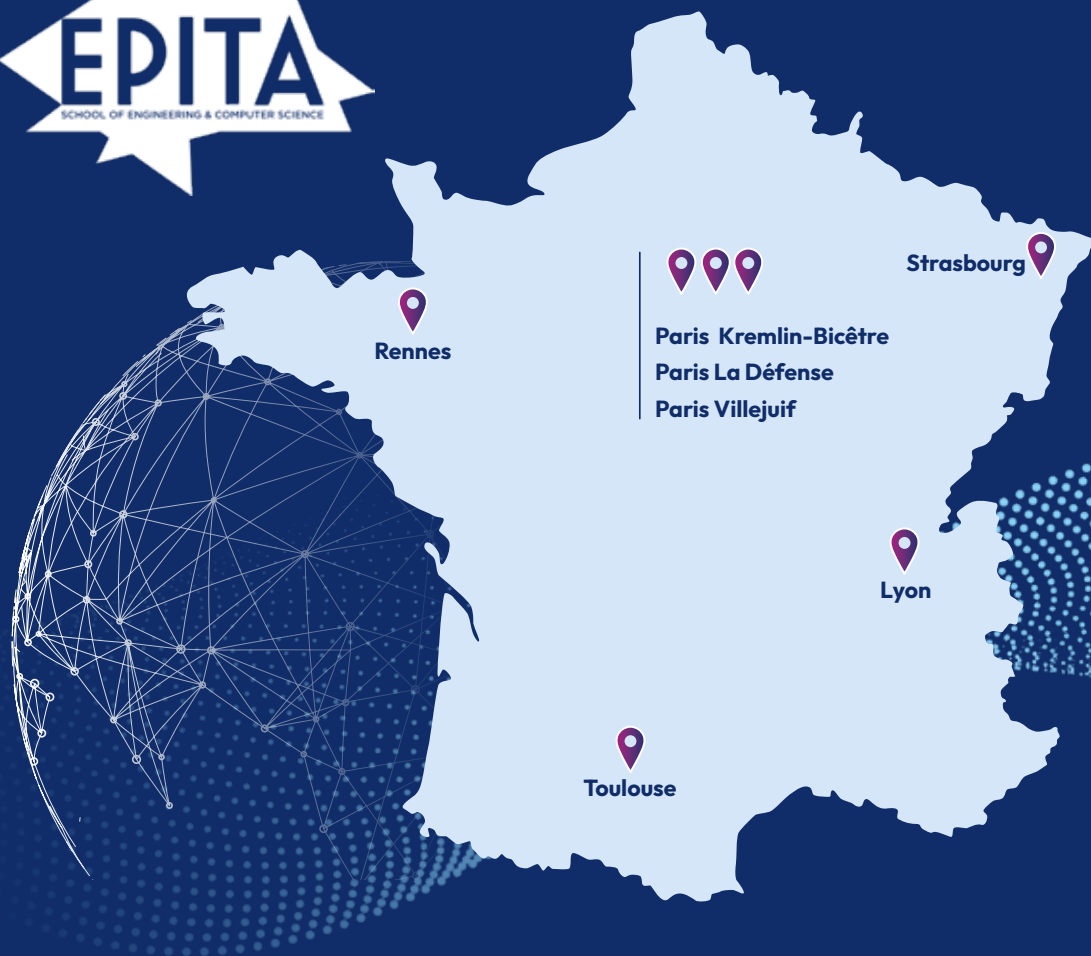 EPITA
SCHOOL OF ENGINEERING & COMPUTER SCIENCE
Strasbourg
Rennes
Paris Kremlin-Bicêtre
Paris La Défense
Paris Villejuif
Lyon
Toulouse